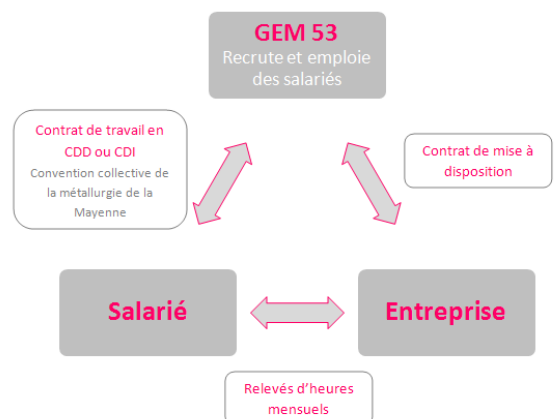 GEM 53
Recrute et emploie
des salariés
Contrat de travail en
CDD ou CDI
Convention collective de
la métallurgie de la
Mayenne
Contrat de mise à
disposition
Salarié
Entreprise
Relevés d’heures
mensuels